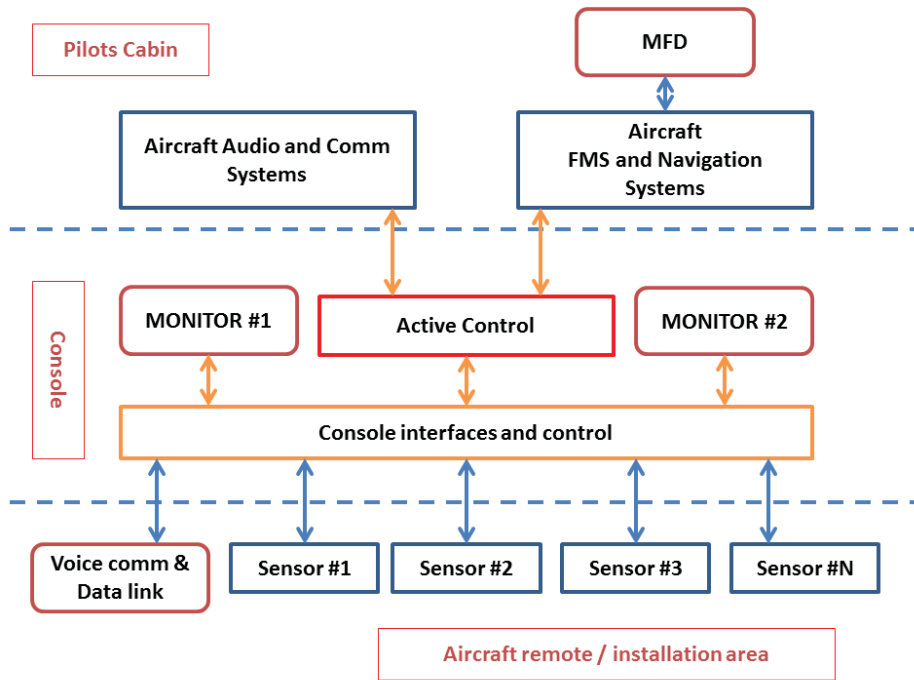 Pilots Cabin
MFD
Aircraft Audio and Comm
Systems
Aircraft
FMS and Navigation
Systems
Console
MONITOR #1
Active Control
MONITOR #2
Console interfaces and control
Voice comm &
Data link
Sensor #1
Sensor #2
Sensor #3
Sensor #N
Aircraft remote / installation area